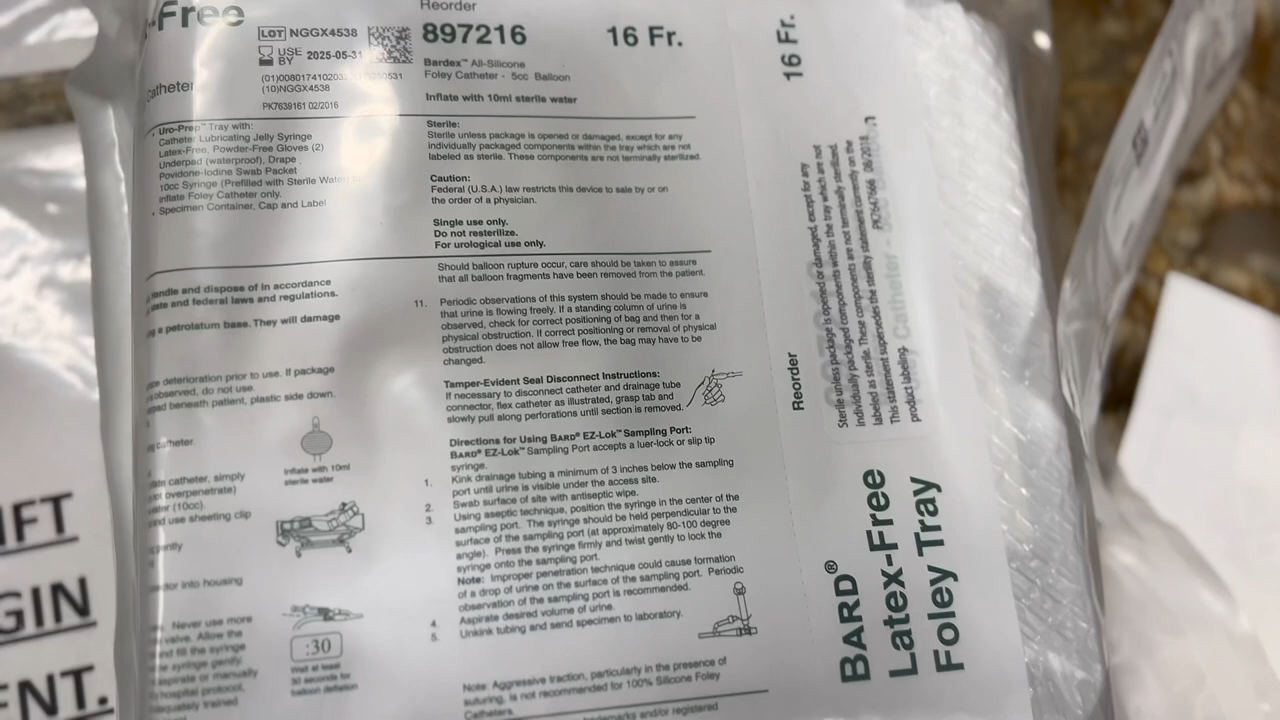 -Free
LOT NGGX4538
USE BY 2025-05-31
(10)NGGX4538
PK7639161 02/2016
Catheter
Reorder
897216 16 Fr.
Bardex™ All-Silicone
Foley Catheter - 5cc Balloon
Inflate with 10ml sterile water
• Uro-Prep™ Tray with:
Catheter Lubricating Jelly Syringe
Latex-Free, Powder-Free Gloves (2)
Underpad (waterproof), Drape
Povidone-Iodine Swab Packet
10cc Syringe (Prefilled with Sterile Water) to
Inflate Foley Catheter only.
• Specimen Container, Cap and Label
Sterile:
Sterile unless package is opened or damaged, except for any
individually packaged components within the tray which are not
labeled as sterile. These components are not terminally sterilized.
Caution:
Federal (U.S.A.) law restricts this device to sale by or on
the order of a physician.
Single use only.
Do not resterilize.
For urological use only.
handle and dispose of in accordance
state and federal laws and regulations.
a petrolatum base. They will damage
deterioration prior to use. If package
observed, do not use.
beneath patient, plastic side down.
catheter.
catheter, simply
overpenetrate)
(10cc).
use sheeting clip
gently
into housing
Never use more
valve. Allow the
fill the syringe
syringe gently.
aspirate or manually
hospital protocol,
trained
Inflate with 10ml
sterile water
:30
Wait at least
30 seconds for
balloon deflation
Should balloon rupture occur, care should be taken to assure
that all balloon fragments have been removed from the patient.
11. Periodic observations of this system should be made to ensure
that urine is flowing freely. If a standing column of urine is
observed, check for correct positioning of bag and then for a
physical obstruction. If correct positioning or removal of physical
obstruction does not allow free flow, the bag may have to be
changed.
Tamper-Evident Seal Disconnect Instructions:
If necessary to disconnect catheter and drainage tube
connector, flex catheter as illustrated, grasp tab and
slowly pull along perforations until section is removed.
Directions for Using BARD® EZ-Lok™ Sampling Port:
BARD® EZ-Lok™ Sampling Port accepts a luer-lock or slip tip
syringe.
1. Kink drainage tubing a minimum of 3 inches below the sampling
port until urine is visible under the access site.
2. Swab surface of site with antiseptic wipe.
3. Using aseptic technique, position the syringe in the center of the
sampling port. The syringe should be held perpendicular to the
surface of the sampling port (at approximately 80-100 degree
angle). Press the syringe firmly and twist gently to lock the
syringe onto the sampling port.
Note: Improper penetration technique could cause formation
of a drop of urine on the surface of the sampling port. Periodic
observation of the sampling port is recommended.
4. Aspirate desired volume of urine.
5. Unkink tubing and send specimen to laboratory.
Note: Aggressive traction, particularly in the presence of
suturing, is not recommended for 100% Silicone Foley
Catheters.
and/or registered
16 Fr.
Reorder
Sterile unless package is opened or damaged, except for any
individually packaged components within the tray which are not
labeled as sterile. These components are not terminally sterilized.
This statement supersedes the sterility statement currently on the
product labeling. PK7647066 06/2018
BARD®
Latex-Free
Foley Tray
IFT
GIN
ENT.